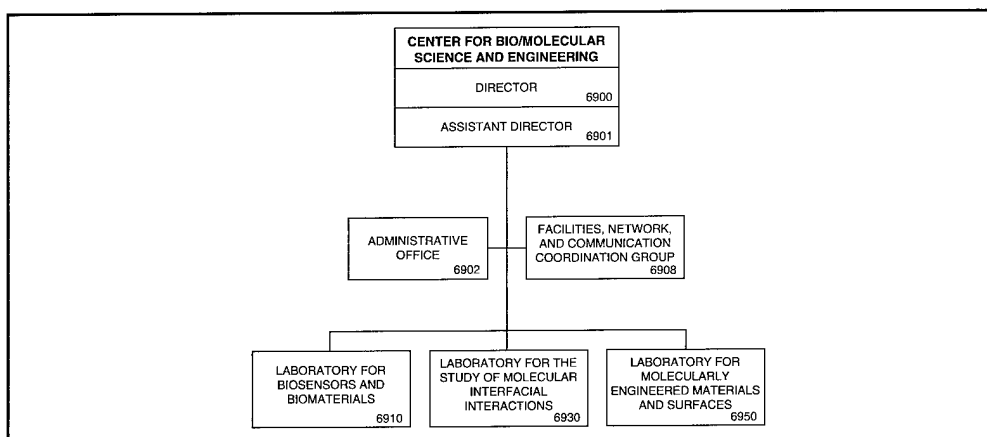 CENTER FOR BIO/MOLECULAR
SCIENCE AND ENGINEERING
DIRECTOR
6900
ASSISTANT DIRECTOR
6901
ADMINISTRATIVE
OFFICE
6902
FACILITIES, NETWORK,
AND COMMUNICATION
COORDINATION GROUP
6908
LABORATORY FOR
BIOSENSORS AND
BIOMATERIALS
6910
LABORATORY FOR THE
STUDY OF MOLECULAR
INTERFACIAL
INTERACTIONS
6930
LABORATORY FOR
MOLECULARLY
ENGINEERED MATERIALS
AND SURFACES
6950